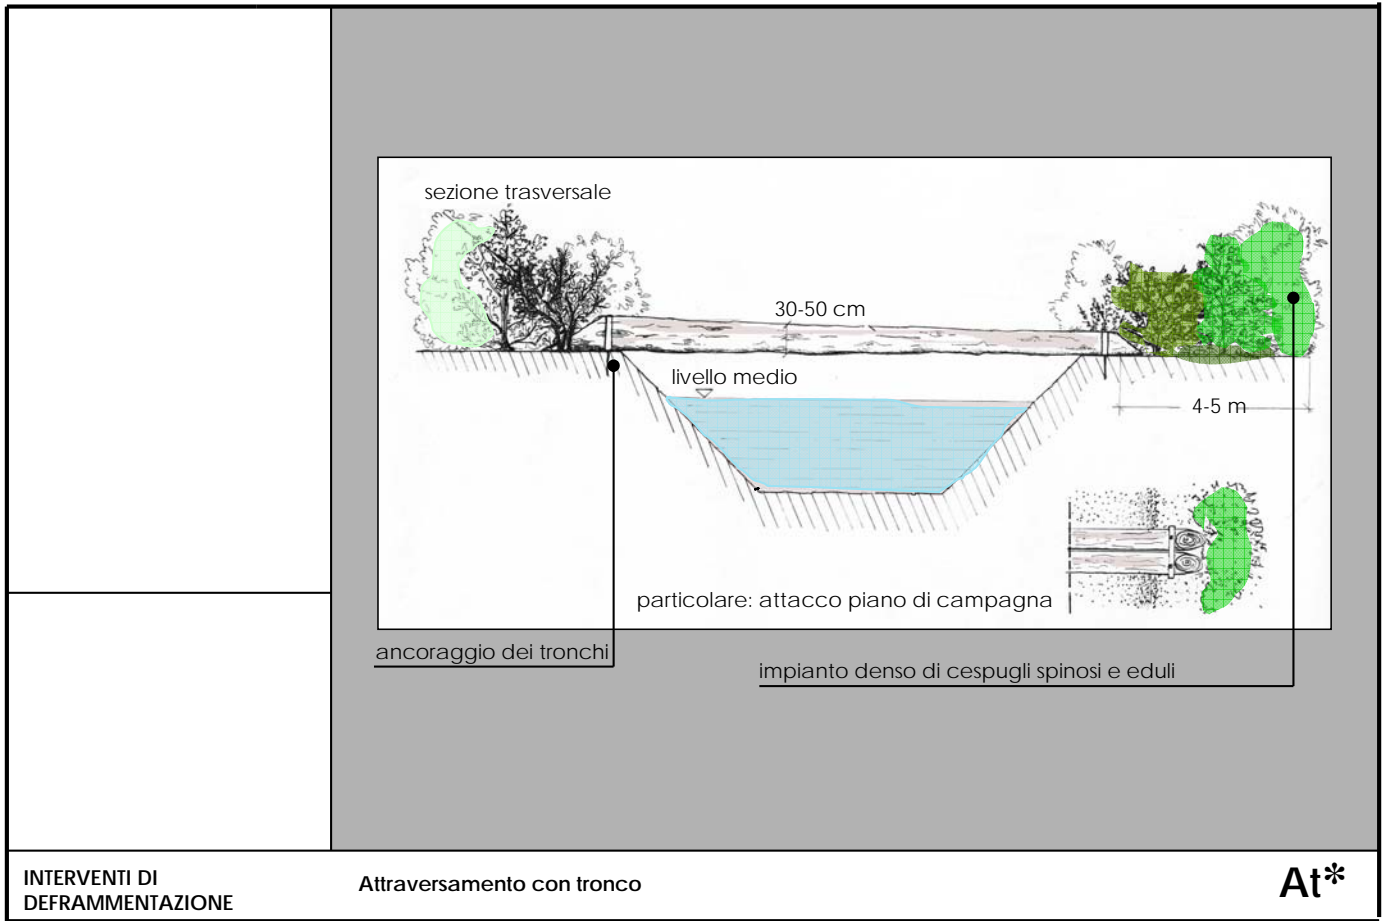 sezione trasversale
30-50 cm
livello medio
4-5 m
particolare: attacco piano di campagna
ancoraggio dei tronchi
impianto denso di cespugli spinosi e eduli
INTERVENTI DI
DEFRAMMENTAZIONE
Attraversamento con tronco
At*